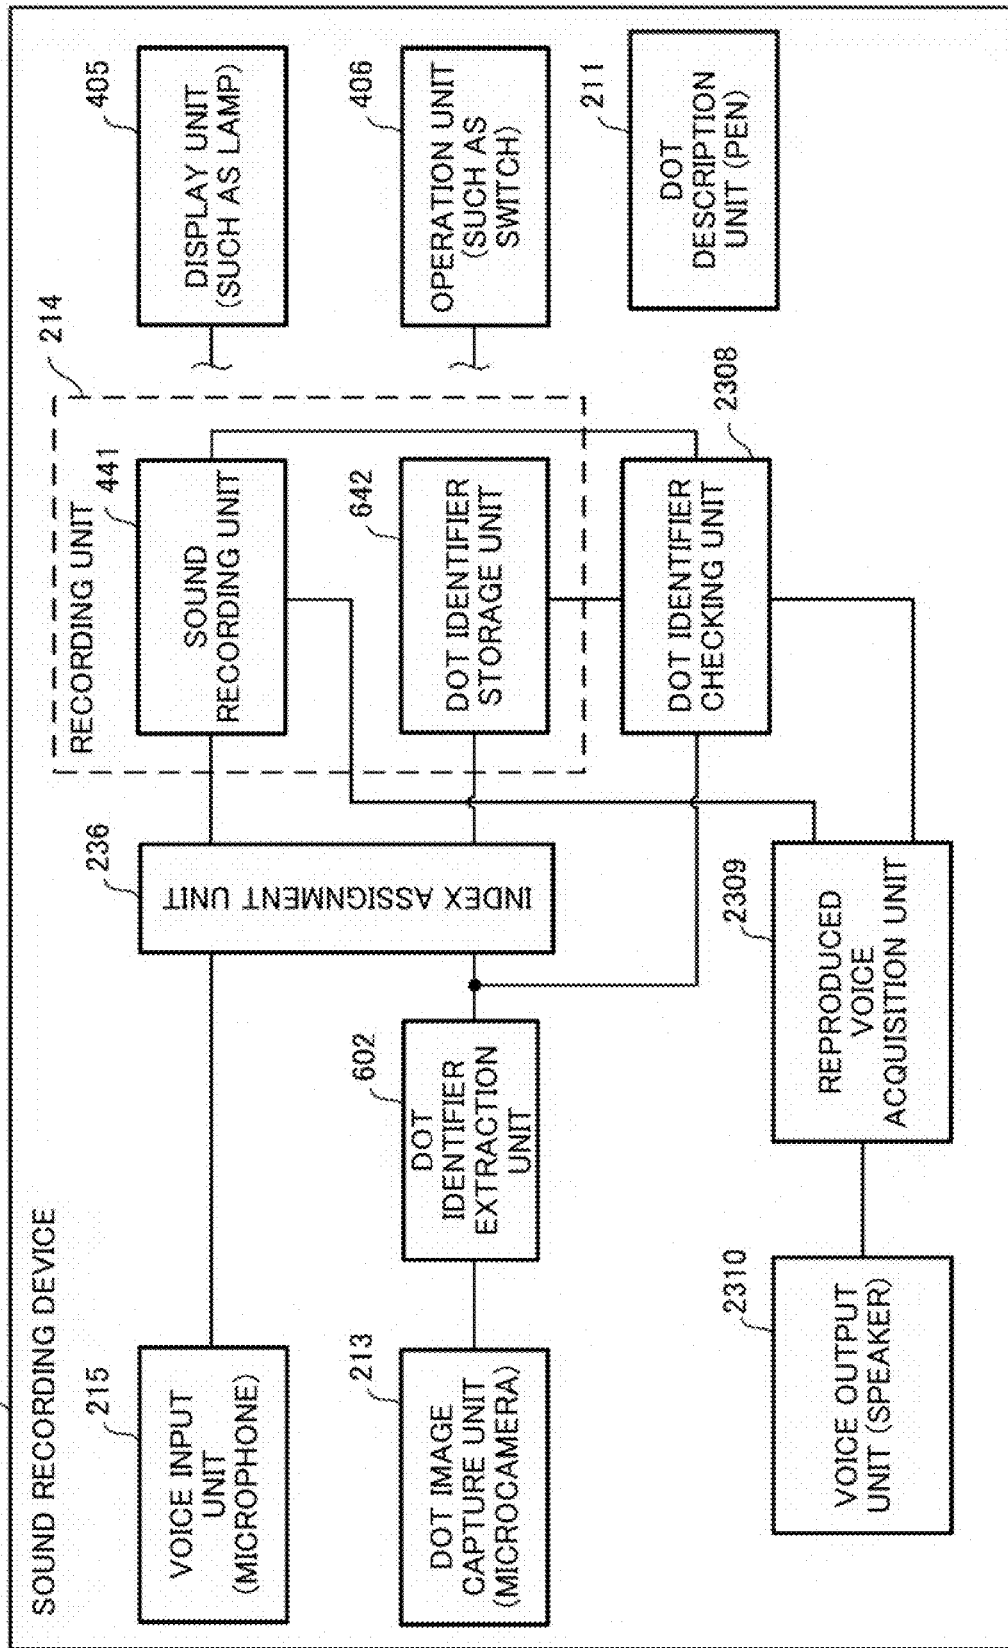 SOUND RECORDING DEVICE
215
VOICE INPUT
UNIT
(MICROPHONE)
236
INDEX ASSIGNMENT UNIT
RECORDING UNIT
214
441
SOUND
RECORDING UNIT
405
DISPLAY UNIT
(SUCH AS LAMP)
213
DOT IMAGE
CAPTURE UNIT
(MICROCAMERA)
602
DOT
IDENTIFIER
EXTRACTION
UNIT
642
DOT IDENTIFIER
STORAGE UNIT
406
OPERATION UNIT
(SUCH AS
SWITCH)
2308
DOT IDENTIFIER
CHECKING UNIT
211
DOT
DESCRIPTION
UNIT (PEN)
2310
VOICE OUTPUT
UNIT (SPEAKER)
2309
REPRODUCED
VOICE
ACQUISITION UNIT